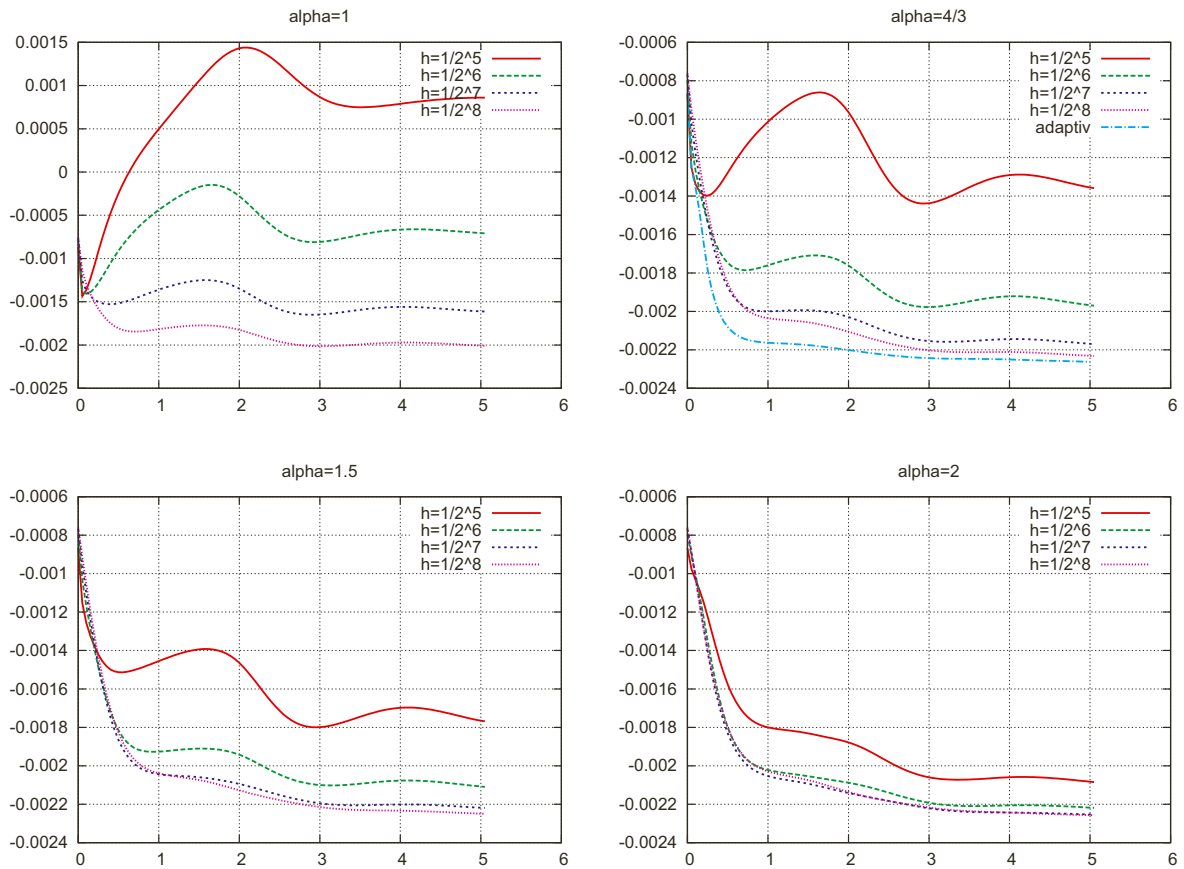 alpha=1
0.0015
0.001
0.0005
0
-0.0005
-0.001
-0.0015
-0.002
-0.0025
0 1 2 3 4 5 6
h=1/2^5
h=1/2^6
h=1/2^7
h=1/2^8
alpha=4/3
-0.0006
-0.0008
-0.001
-0.0012
-0.0014
-0.0016
-0.0018
-0.002
-0.0022
-0.0024
0 1 2 3 4 5 6
h=1/2^5
h=1/2^6
h=1/2^7
h=1/2^8
adaptiv
alpha=1.5
-0.0006
-0.0008
-0.001
-0.0012
-0.0014
-0.0016
-0.0018
-0.002
-0.0022
-0.0024
0 1 2 3 4 5 6
h=1/2^5
h=1/2^6
h=1/2^7
h=1/2^8
alpha=2
-0.0006
-0.0008
-0.001
-0.0012
-0.0014
-0.0016
-0.0018
-0.002
-0.0022
-0.0024
0 1 2 3 4 5 6
h=1/2^5
h=1/2^6
h=1/2^7
h=1/2^8